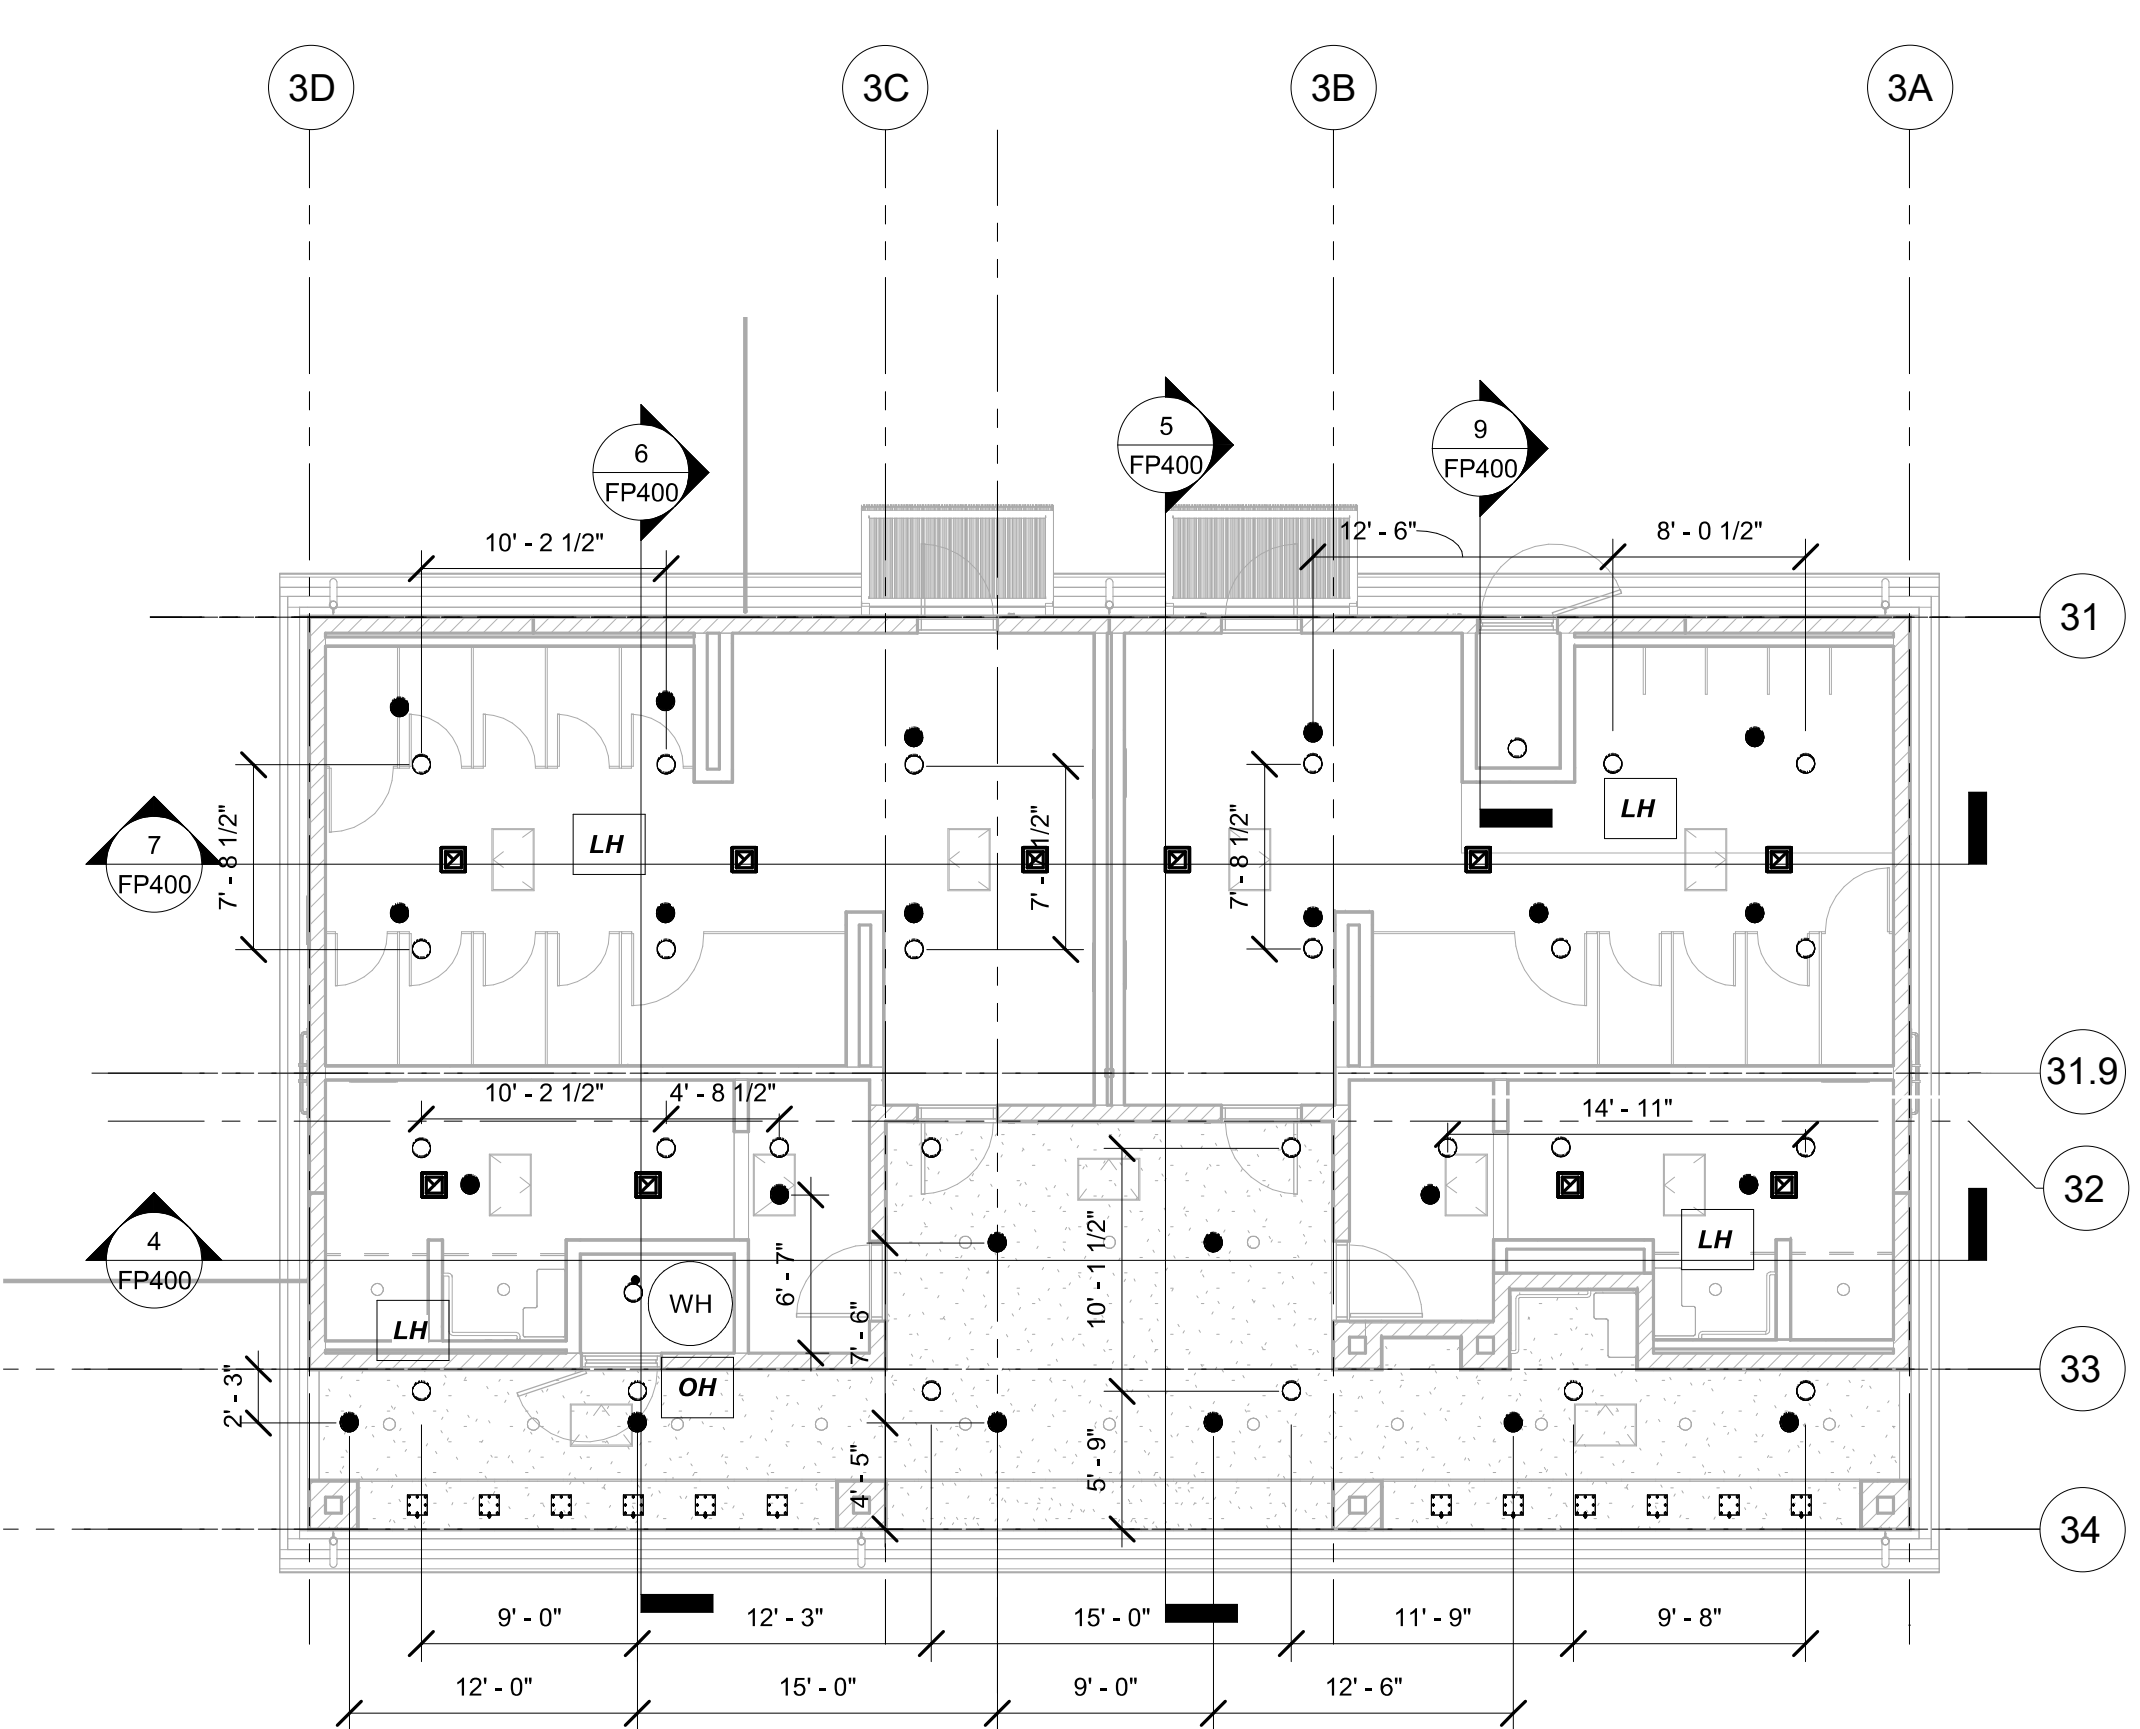 3D
3C
3B
3A
6
FP400
5
FP400
9
FP400
10' - 2 1/2"
12' - 6"
8' - 0 1/2"
31
LH
LH
7
FP400
7' - 8 1/2"
7' - 8 1/2"
31.9
10' - 2 1/2"
4' - 8 1/2"
14' - 11"
32
4
FP400
LH
LH
WH
6' - 7"
7' - 6"
10' - 1 1/2"
33
OH
2' - 3"
4' - 5"
5' - 9"
34
9' - 0"
12' - 3"
15' - 0"
11' - 9"
9' - 8"
12' - 0"
15' - 0"
9' - 0"
12' - 6"